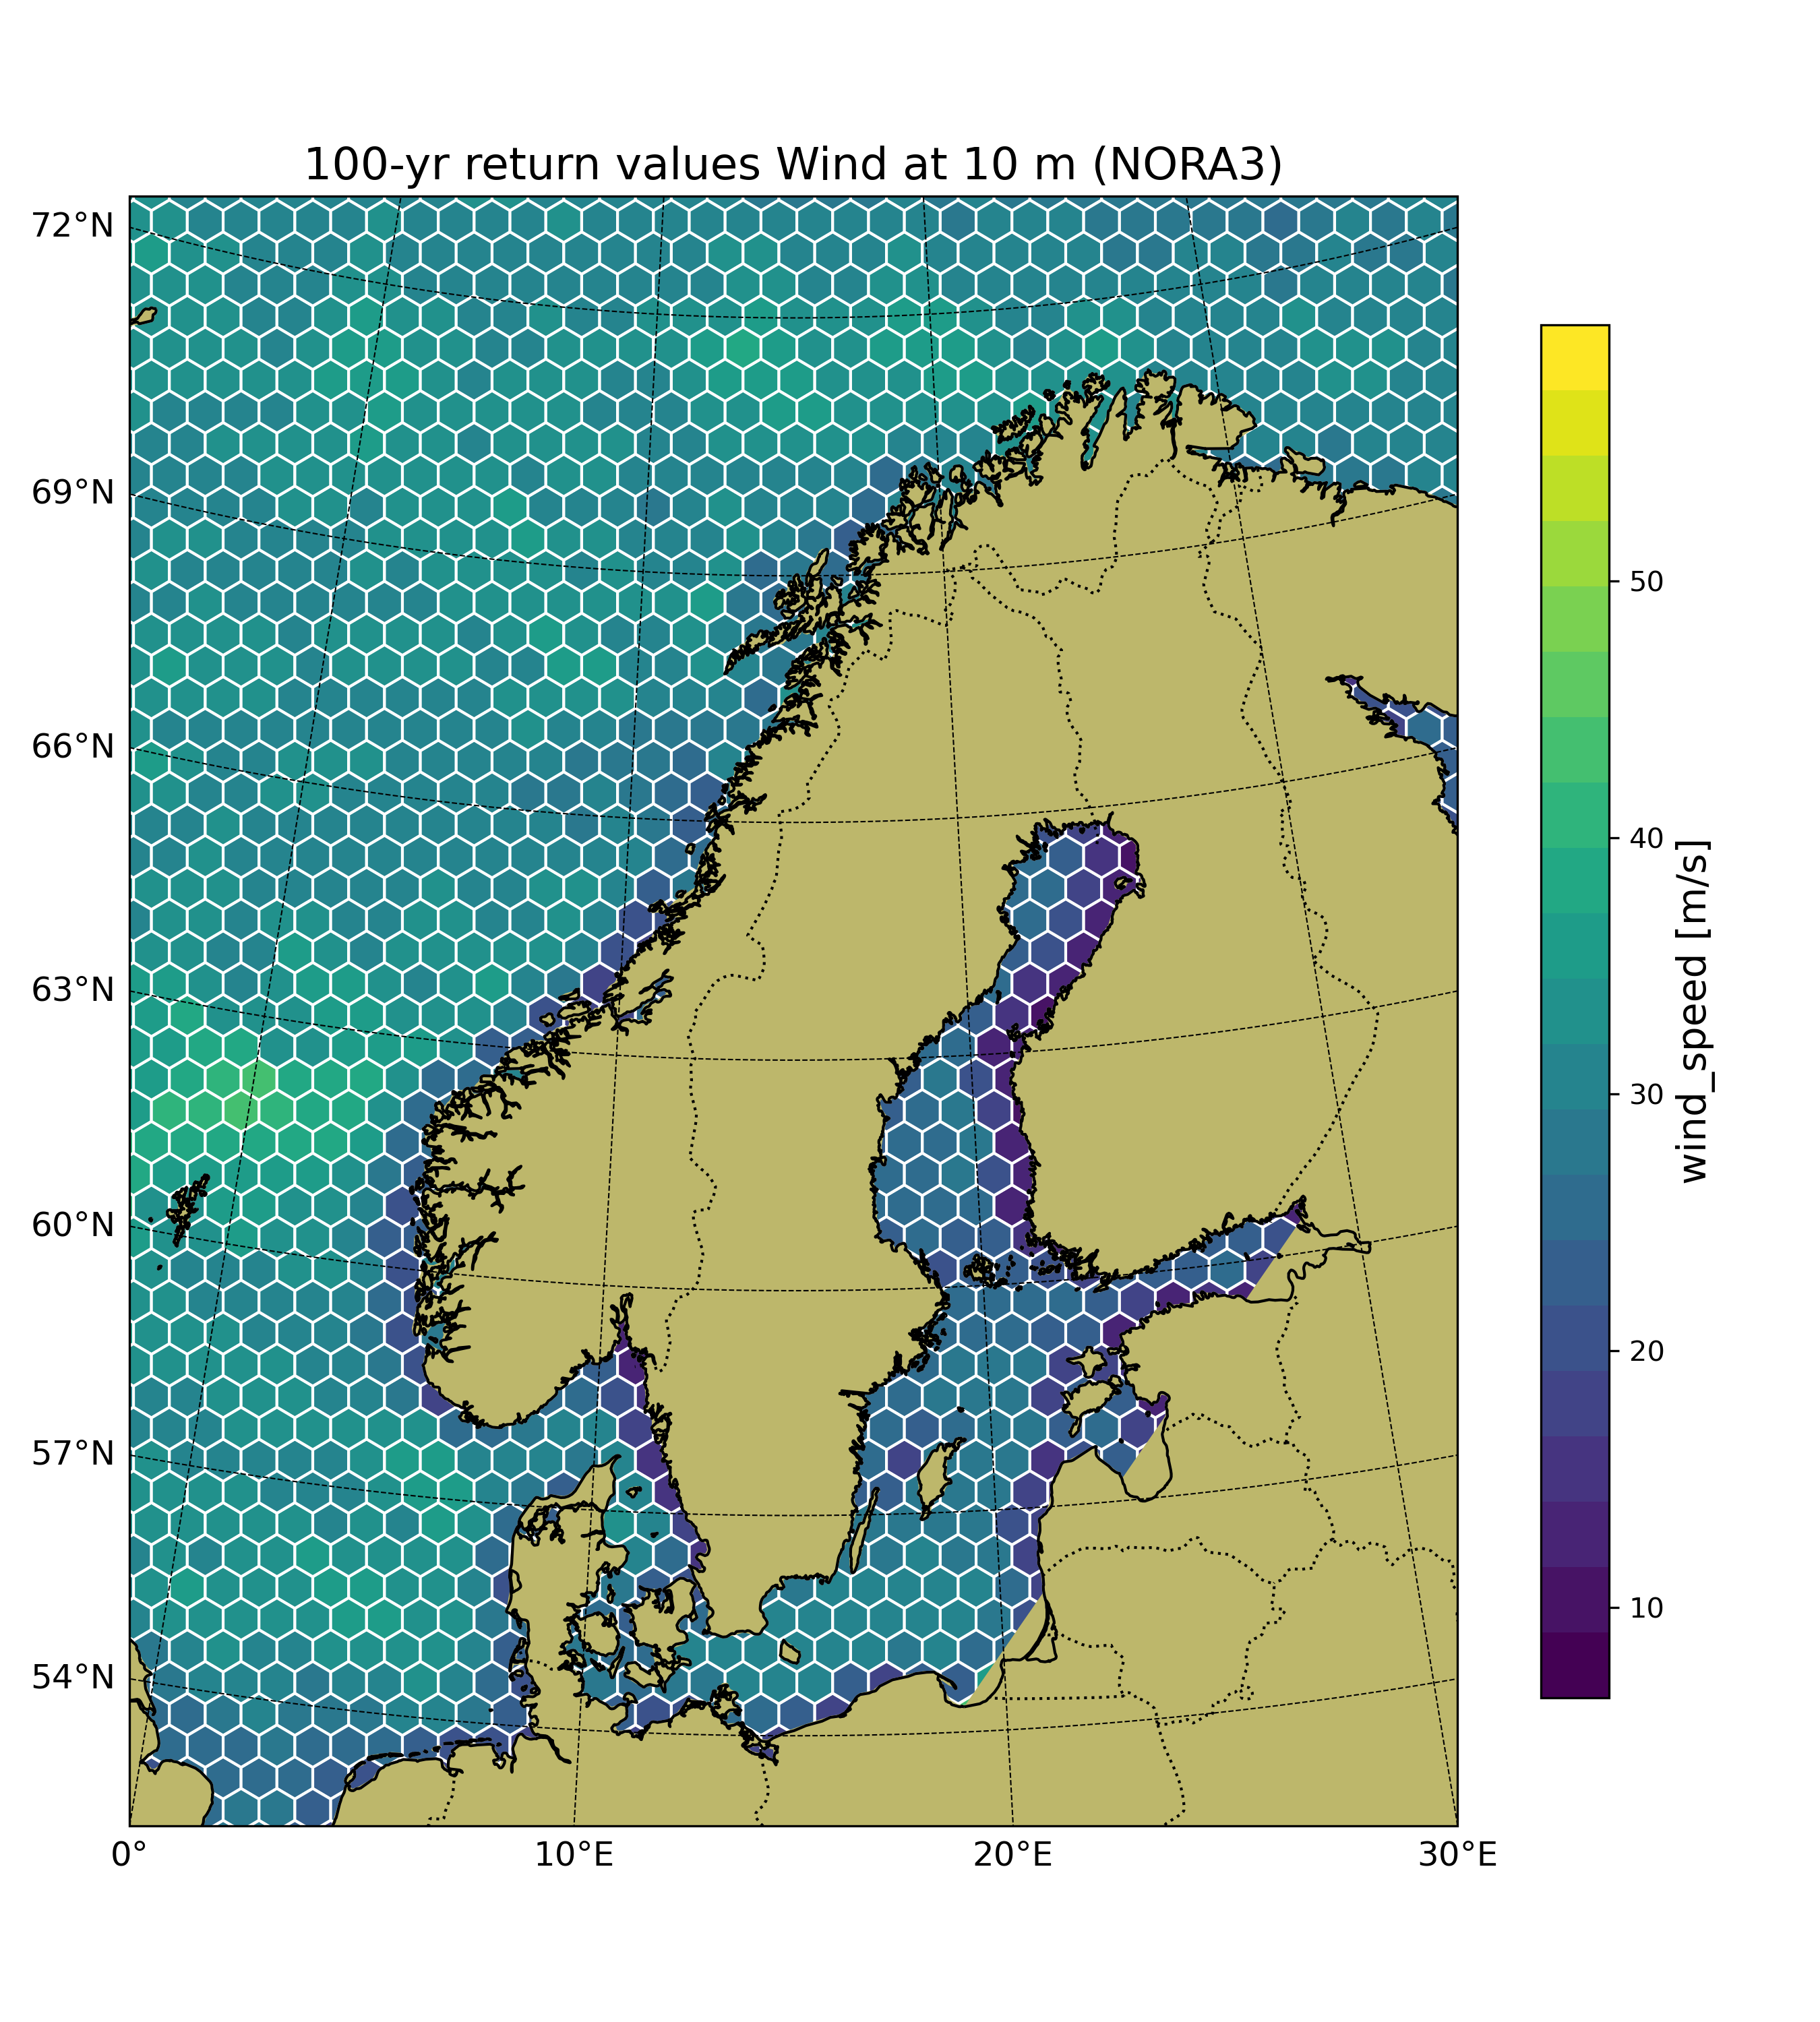 100-yr return values Wind at 10 m (NORA3)
72°N
69°N
66°N
63°N
60°N
57°N
54°N
0°
10°E
20°E
30°E
50
40
30
20
10
wind_speed [m/s]